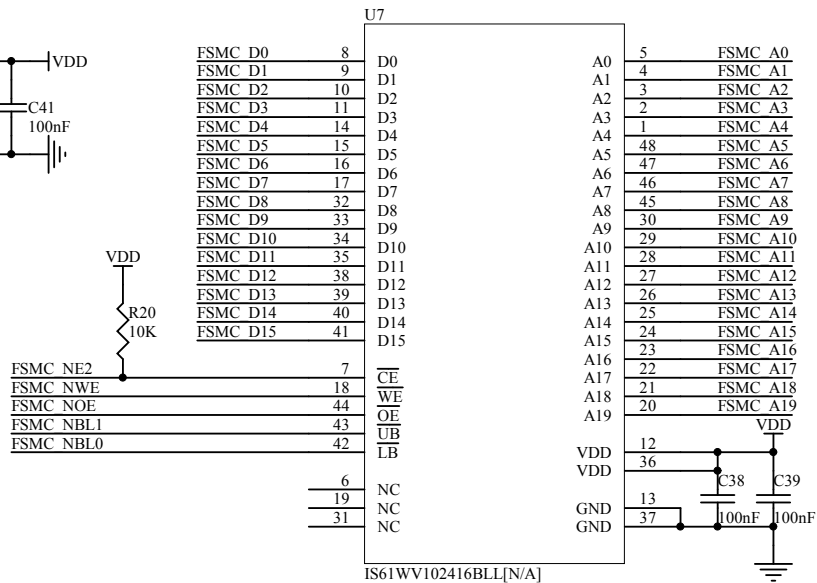 U7
VDD
C41
100nF
FSMC_D0 8 D0 A0 5 FSMC_A0
FSMC_D1 9 D1 A1 4 FSMC_A1
FSMC_D2 10 D2 A2 3 FSMC_A2
FSMC_D3 11 D3 A3 2 FSMC_A3
FSMC_D4 14 D4 A4 1 FSMC_A4
FSMC_D5 15 D5 A5 48 FSMC_A5
FSMC_D6 16 D6 A6 47 FSMC_A6
FSMC_D7 17 D7 A7 46 FSMC_A7
FSMC_D8 32 D8 A8 45 FSMC_A8
FSMC_D9 33 D9 A9 30 FSMC_A9
FSMC_D10 34 D10 A10 29 FSMC_A10
FSMC_D11 35 D11 A11 28 FSMC_A11
FSMC_D12 38 D12 A12 27 FSMC_A12
FSMC_D13 39 D13 A13 26 FSMC_A13
FSMC_D14 40 D14 A14 25 FSMC_A14
FSMC_D15 41 D15 A15 24 FSMC_A15
A16 23 FSMC_A16
VDD
R20
10K
FSMC_NE2 7 CE A17 22 FSMC_A17
FSMC_NWE 18 WE A18 21 FSMC_A18
FSMC_NOE 44 OE A19 20 FSMC_A19
FSMC_NBL1 43 UB
FSMC_NBL0 42 LB VDD 12
VDD
VDD 36
6 NC
19 NC GND 13
31 NC GND 37
C38
100nF
C39
100nF
IS61WV102416BLL[N/A]